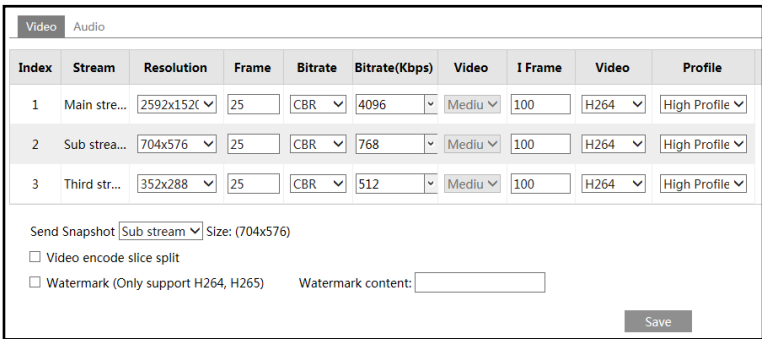 Video Audio
Index Stream Resolution Frame Bitrate Bitrate(Kbps) Video I Frame Video Profile
1 Main stre... 2592x1520 25 CBR 4096 Mediu 100 H264 High Profile
2 Sub strea... 704x576 25 CBR 768 Mediu 100 H264 High Profile
3 Third str... 352x288 25 CBR 512 Mediu 100 H264 High Profile
Send Snapshot Sub stream Size: (704x576)
Video encode slice split
Watermark (Only support H264, H265) Watermark content:
Save